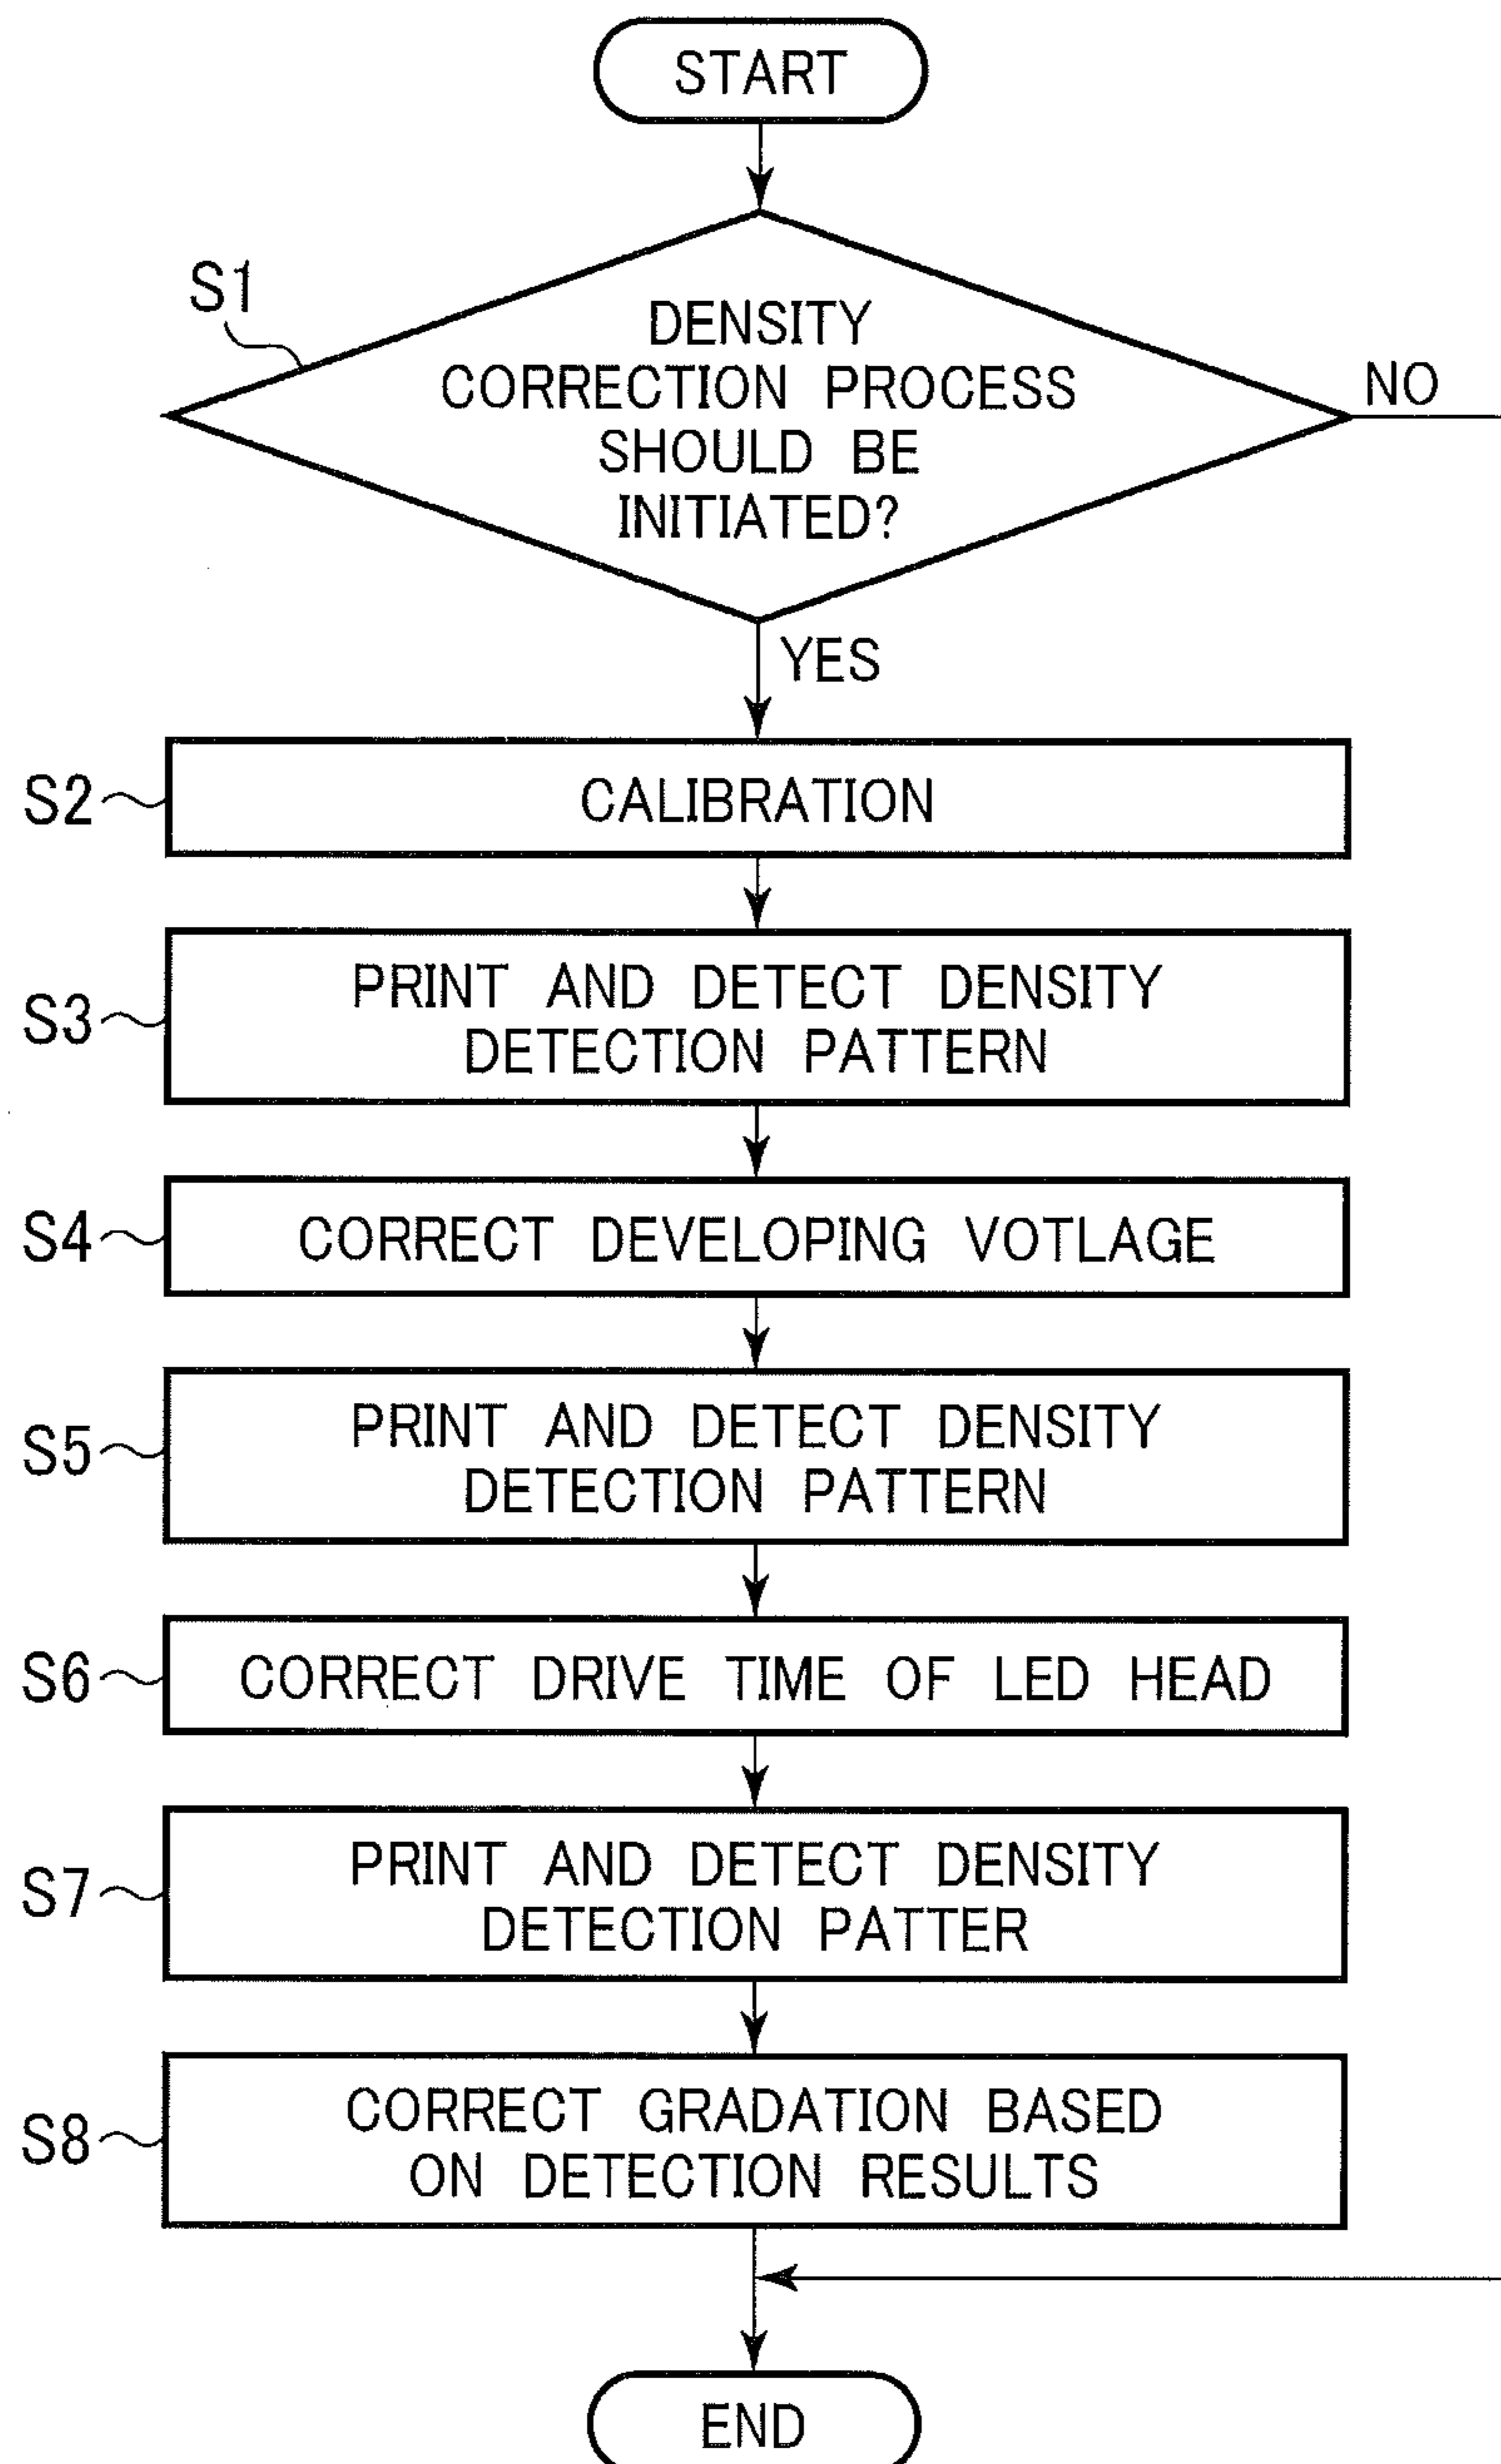 START
S1
DENSITY
CORRECTION PROCESS
SHOULD BE
INITIATED?
NO
YES
S2
CALIBRATION
S3
PRINT AND DETECT DENSITY
DETECTION PATTERN
S4
CORRECT DEVELOPING VOTLAGE
S5
PRINT AND DETECT DENSITY
DETECTION PATTERN
S6
CORRECT DRIVE TIME OF LED HEAD
S7
PRINT AND DETECT DENSITY
DETECTION PATTER
S8
CORRECT GRADATION BASED
ON DETECTION RESULTS
END